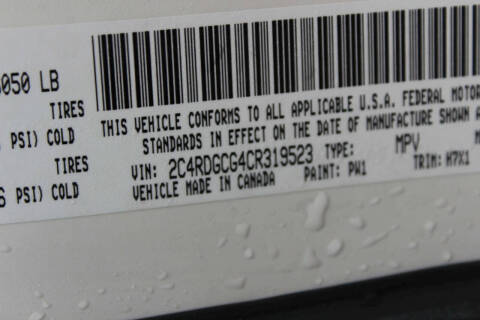 6050 LB
TIRES
PSI) COLD
TIRES
PSI) COLD
THIS VEHICLE CONFORMS TO ALL APPLICABLE U.S.A. FEDERAL MOTOR
STANDARDS IN EFFECT ON THE DATE OF MANUFACTURE SHOWN
VIN: 2C4RDGCG4CR319523 TYPE: MPV
VEHICLE MADE IN CANADA PAINT: PW1 TRIM: H7X1